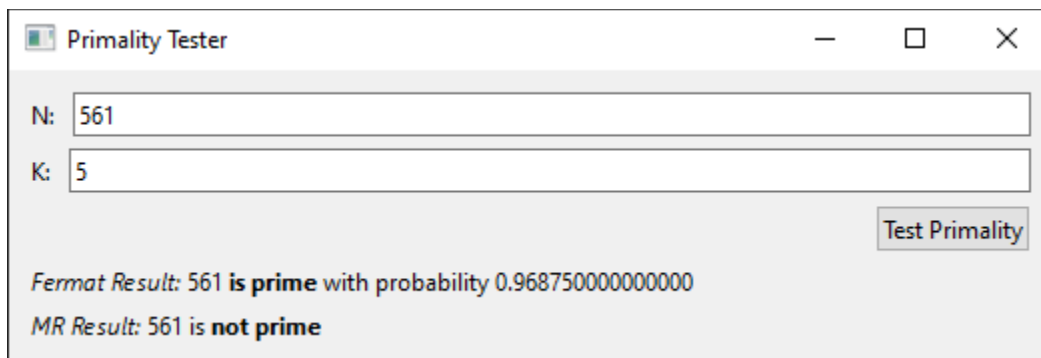 Primality Tester
N: 561
K: 5
Test Primality
Fermat Result: 561 is prime with probability 0.968750000000000
MR Result: 561 is not prime